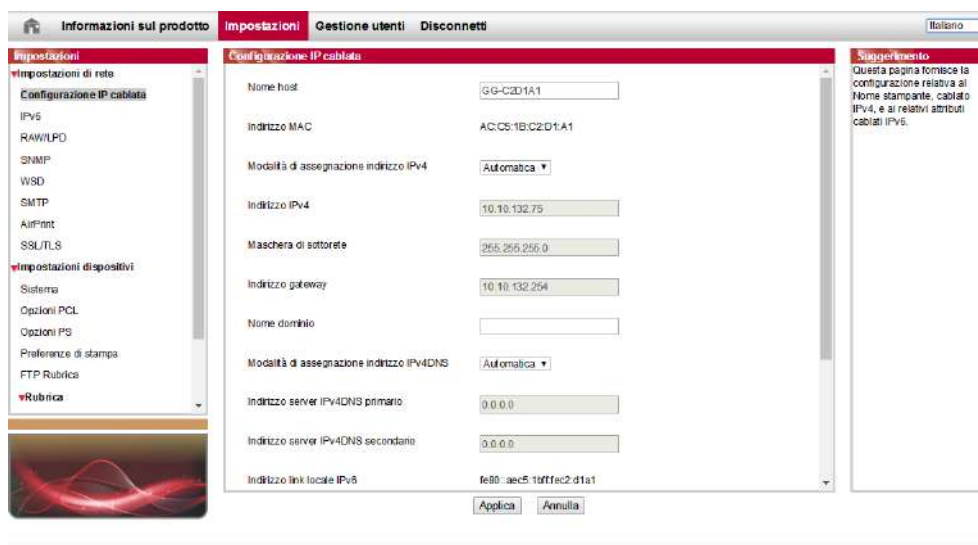 Informazioni sul prodotto Impostazioni Gestione utenti Disconnetti Italiano
Impostazioni
Impostazioni di rete
Configurazione IP cablata
IPv6
RAW/LPD
SNMP
WSD
SMTP
AirPrint
SSL/TLS
Impostazioni dispositivi
Sistema
Opzioni PCL
Opzioni PS
Preferenze di stampa
FTP Rubrica
Rubrica
Configurazione IP cablata
Nome host GG-C2D1A1
Indirizzo MAC AC:C5:1B:C2:D1:A1
Modalità di assegnazione indirizzo IPv4 Automatica
Indirizzo IPv4 10.10.132.75
Maschera di sottorete 255.255.255.0
Indirizzo gateway 10.10.132.254
Nome dominio
Modalità di assegnazione indirizzo IPv4DNS Automatica
Indirizzo server IPv4DNS primario 0.0.0.0
Indirizzo server IPv4DNS secondario 0.0.0.0
Indirizzo link locale IPv6 fe80::aec5:1bff:fec2:d1a1
Applica Annulla
Suggerimento
Questa pagina fornisce la
configurazione relativa al
Nome stampante, cablato
IPv4, e ai relativi attributi
cablati IPv6.